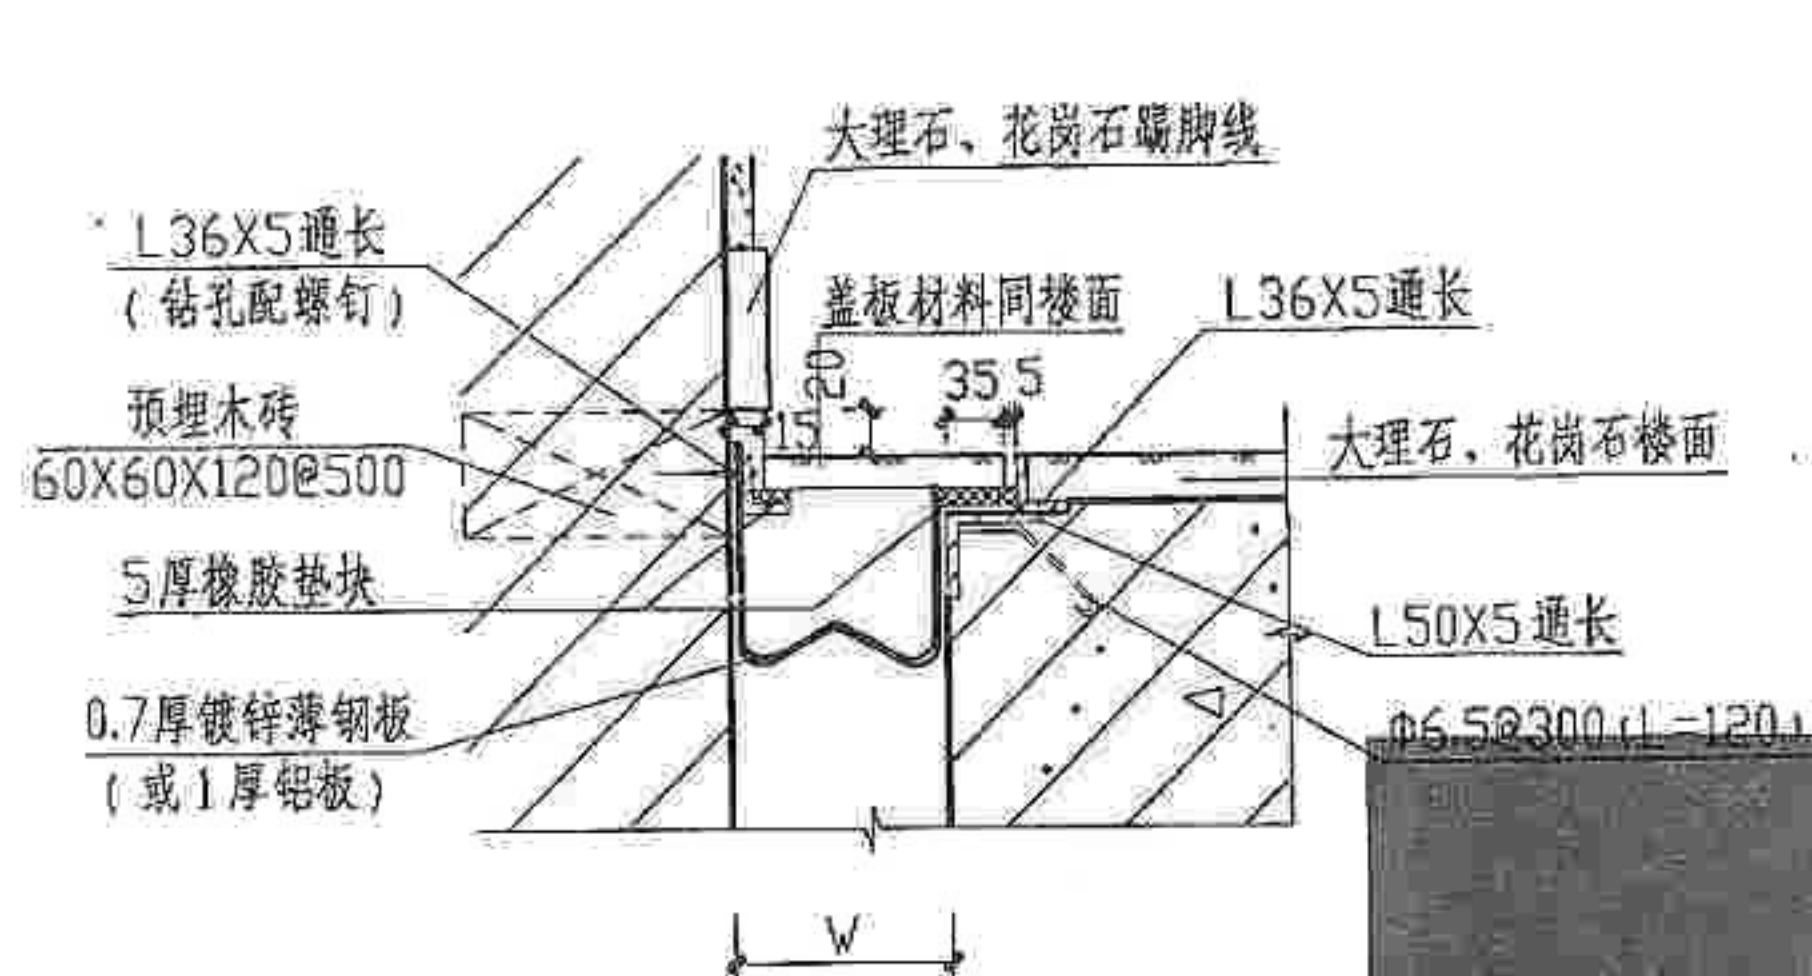 大理石、花岗石踢脚线
L36X5通长
(钻孔配螺钉)
盖板材料同楼面
L36X5通长
20
35 5
15
预埋木砖
60X60X120@500
大理石、花岗石楼面
5厚橡胶垫块
L50X5通长
0.7厚镀锌薄钢板
(或1厚铝板)
Φ6.5@300(L=120)
W